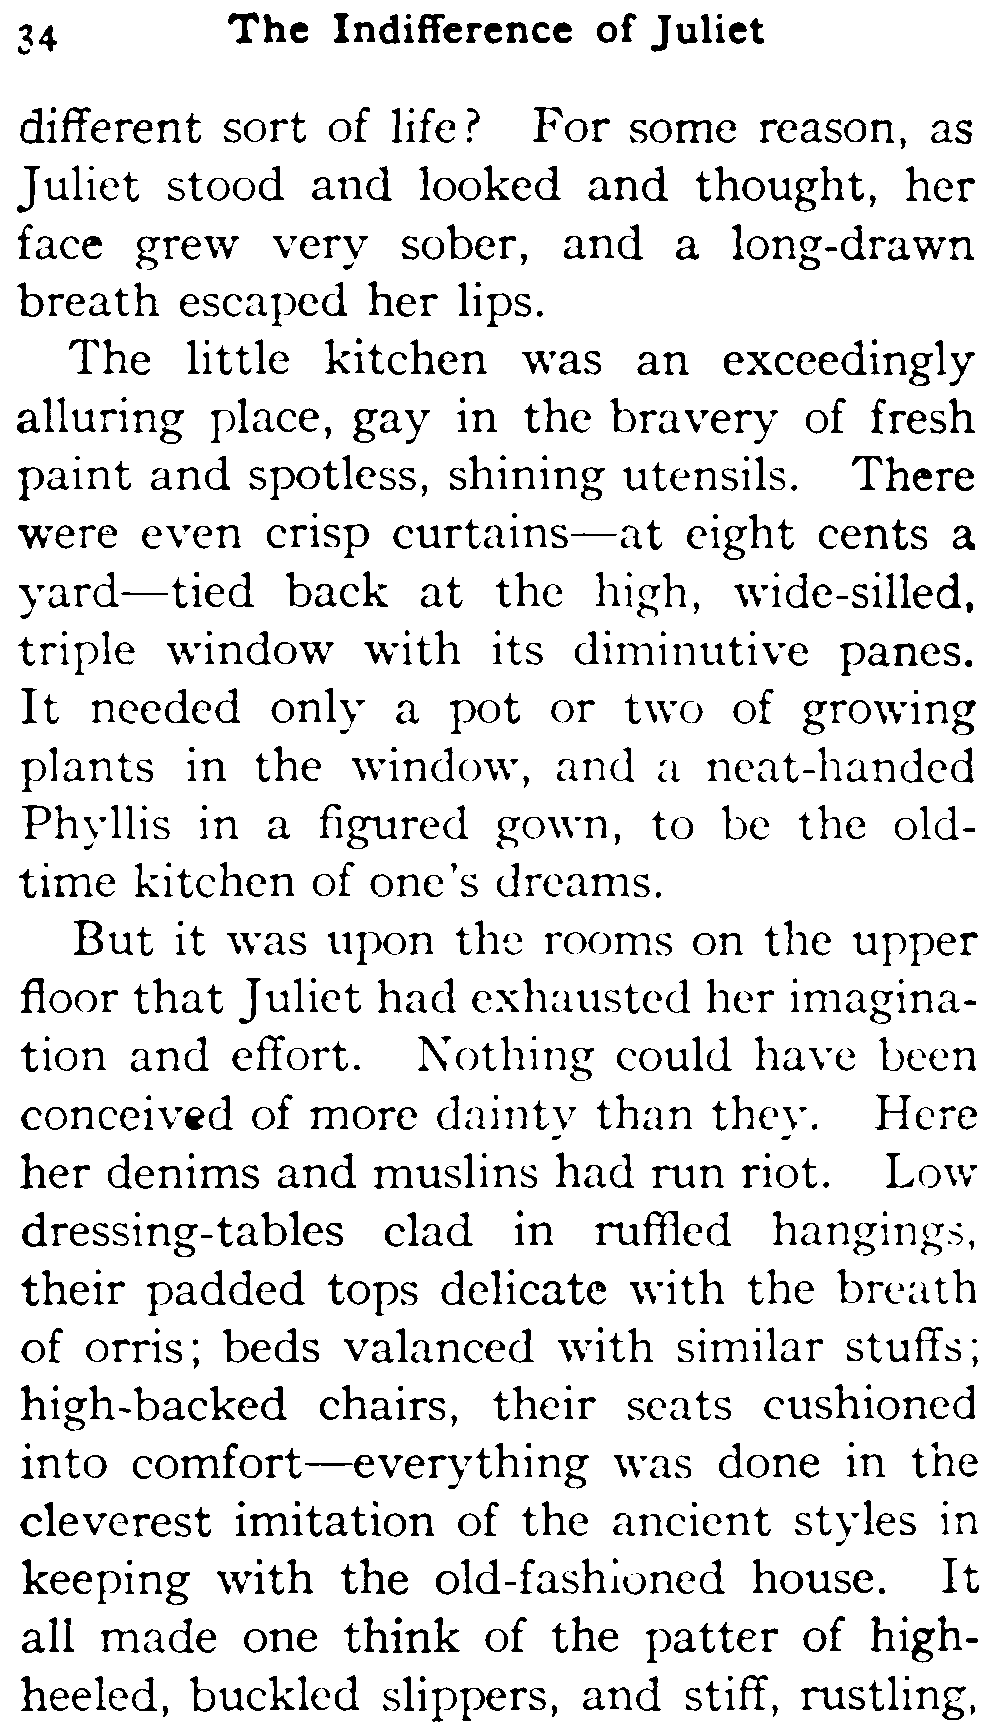 34 The Indifference of Juliet
different sort of life? For some reason, as
Juliet stood and looked and thought, her
face grew very sober, and a long-drawn
breath escaped her lips.
The little kitchen was an exceedingly
alluring place, gay in the bravery of fresh
paint and spotless, shining utensils. There
were even crisp curtains—at eight cents a
yard—tied back at the high, wide-silled,
triple window with its diminutive panes.
It needed only a pot or two of growing
plants in the window, and a neat-handed
Phyllis in a figured gown, to be the old-
time kitchen of one's dreams.
But it was upon the rooms on the upper
floor that Juliet had exhausted her imagina-
tion and effort. Nothing could have been
conceived of more dainty than they. Here
her denims and muslins had run riot. Low
dressing-tables clad in ruffled hangings,
their padded tops delicate with the breath
of orris; beds valanced with similar stuffs;
high-backed chairs, their seats cushioned
into comfort—everything was done in the
cleverest imitation of the ancient styles in
keeping with the old-fashioned house. It
all made one think of the patter of high-
heeled, buckled slippers, and stiff, rustling,